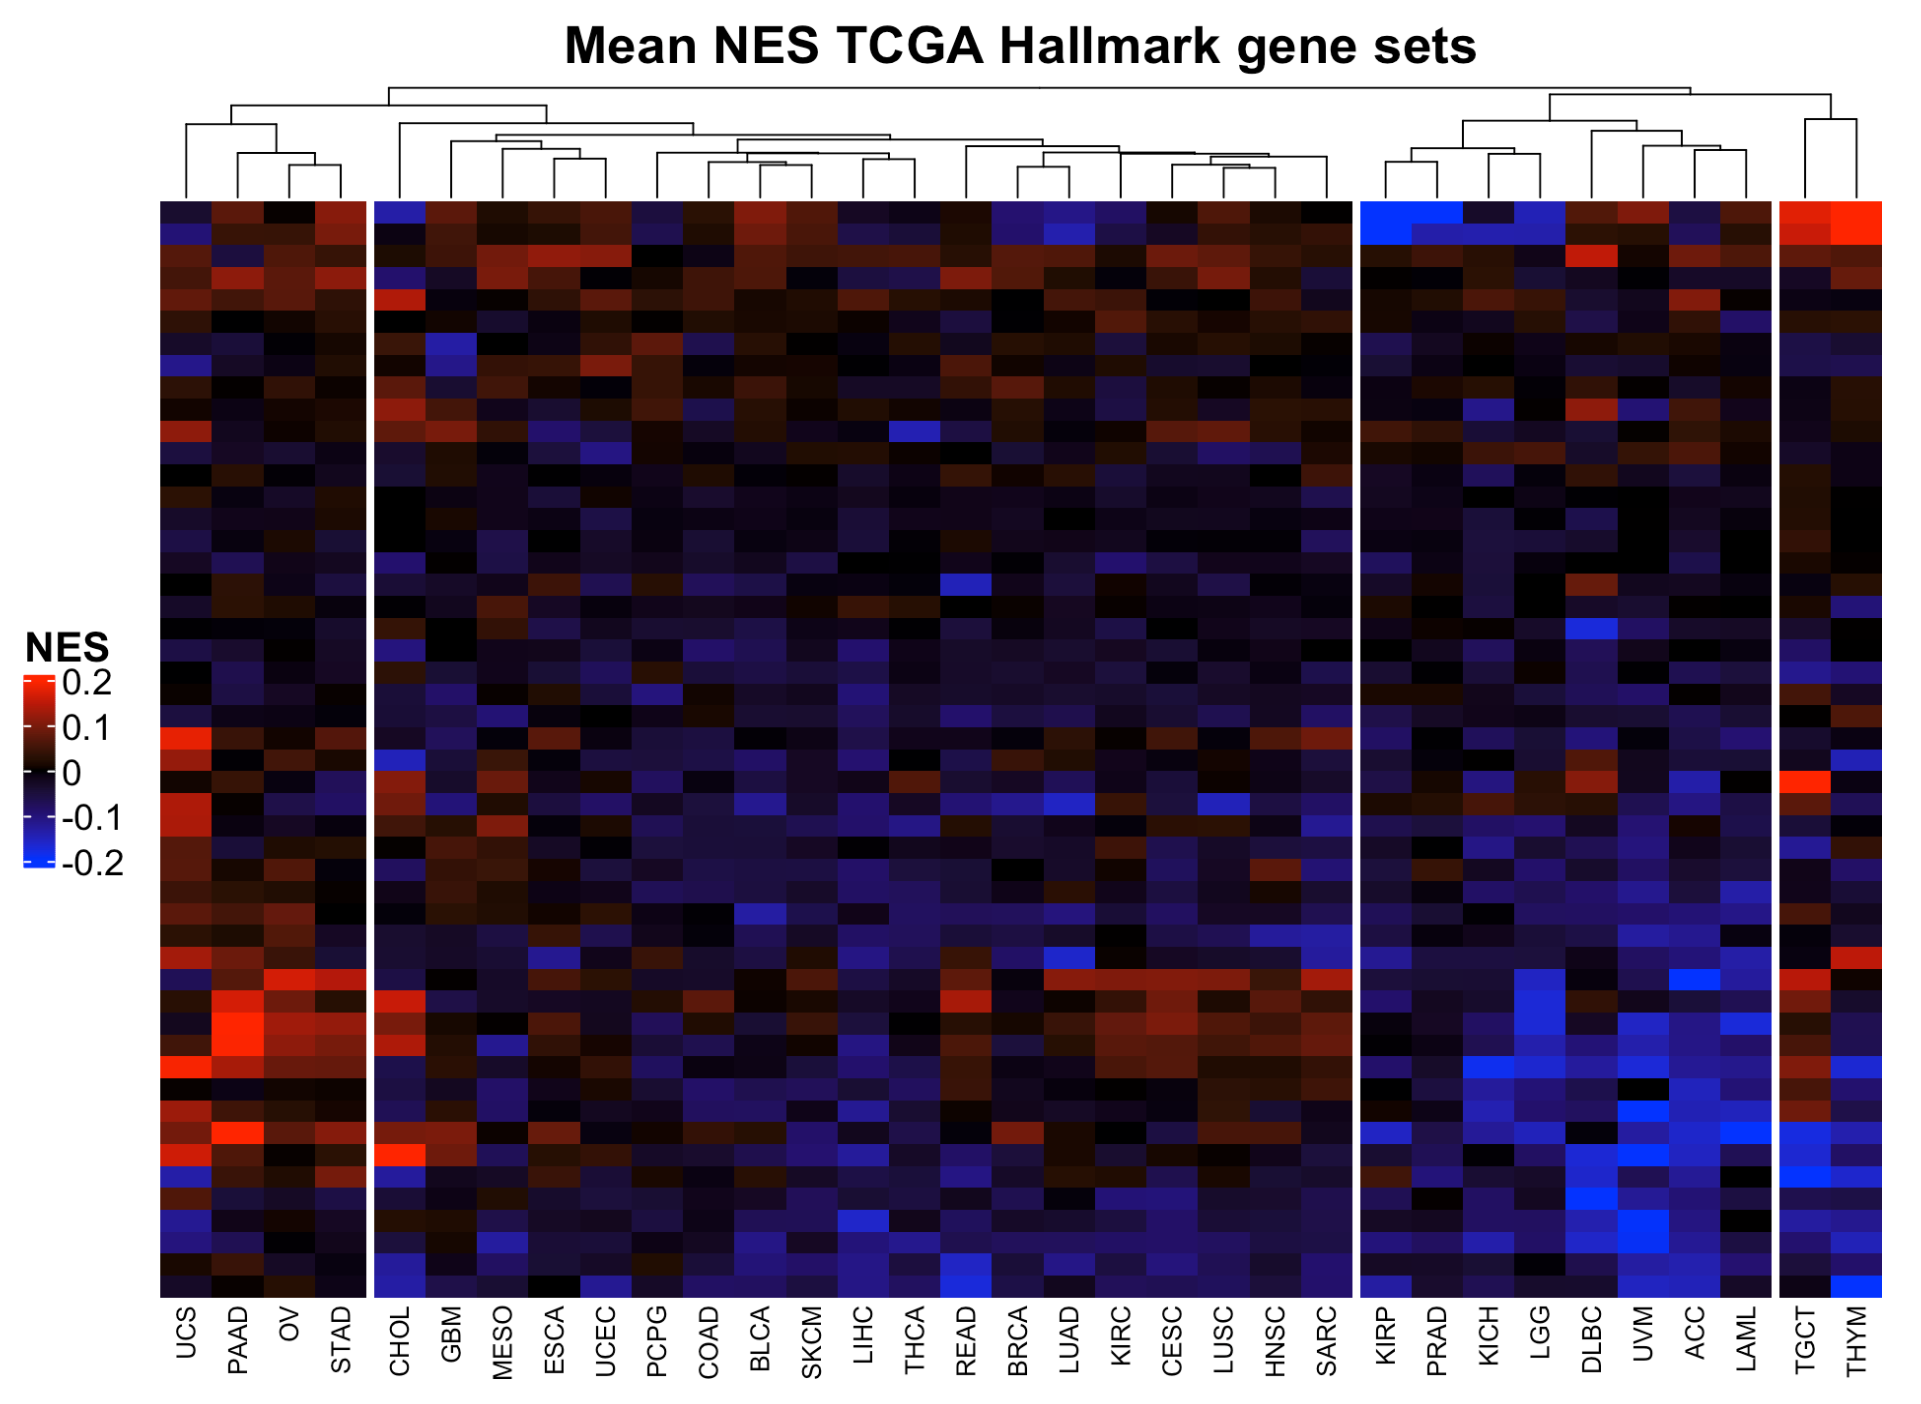 Mean NES TCGA Hallmark gene sets
NES
0.2
0.1
0
-0.1
-0.2
UCS
PAAD
OV
STAD
CHOL
GBM
MESO
ESCA
UCEC
PCPG
COAD
BLCA
SKCM
LIHC
THCA
READ
BRCA
LUAD
KIRC
CESC
LUSC
HNSC
SARC
KIRP
PRAD
KICH
LGG
DLBC
UVM
ACC
LAML
TGCT
THYM